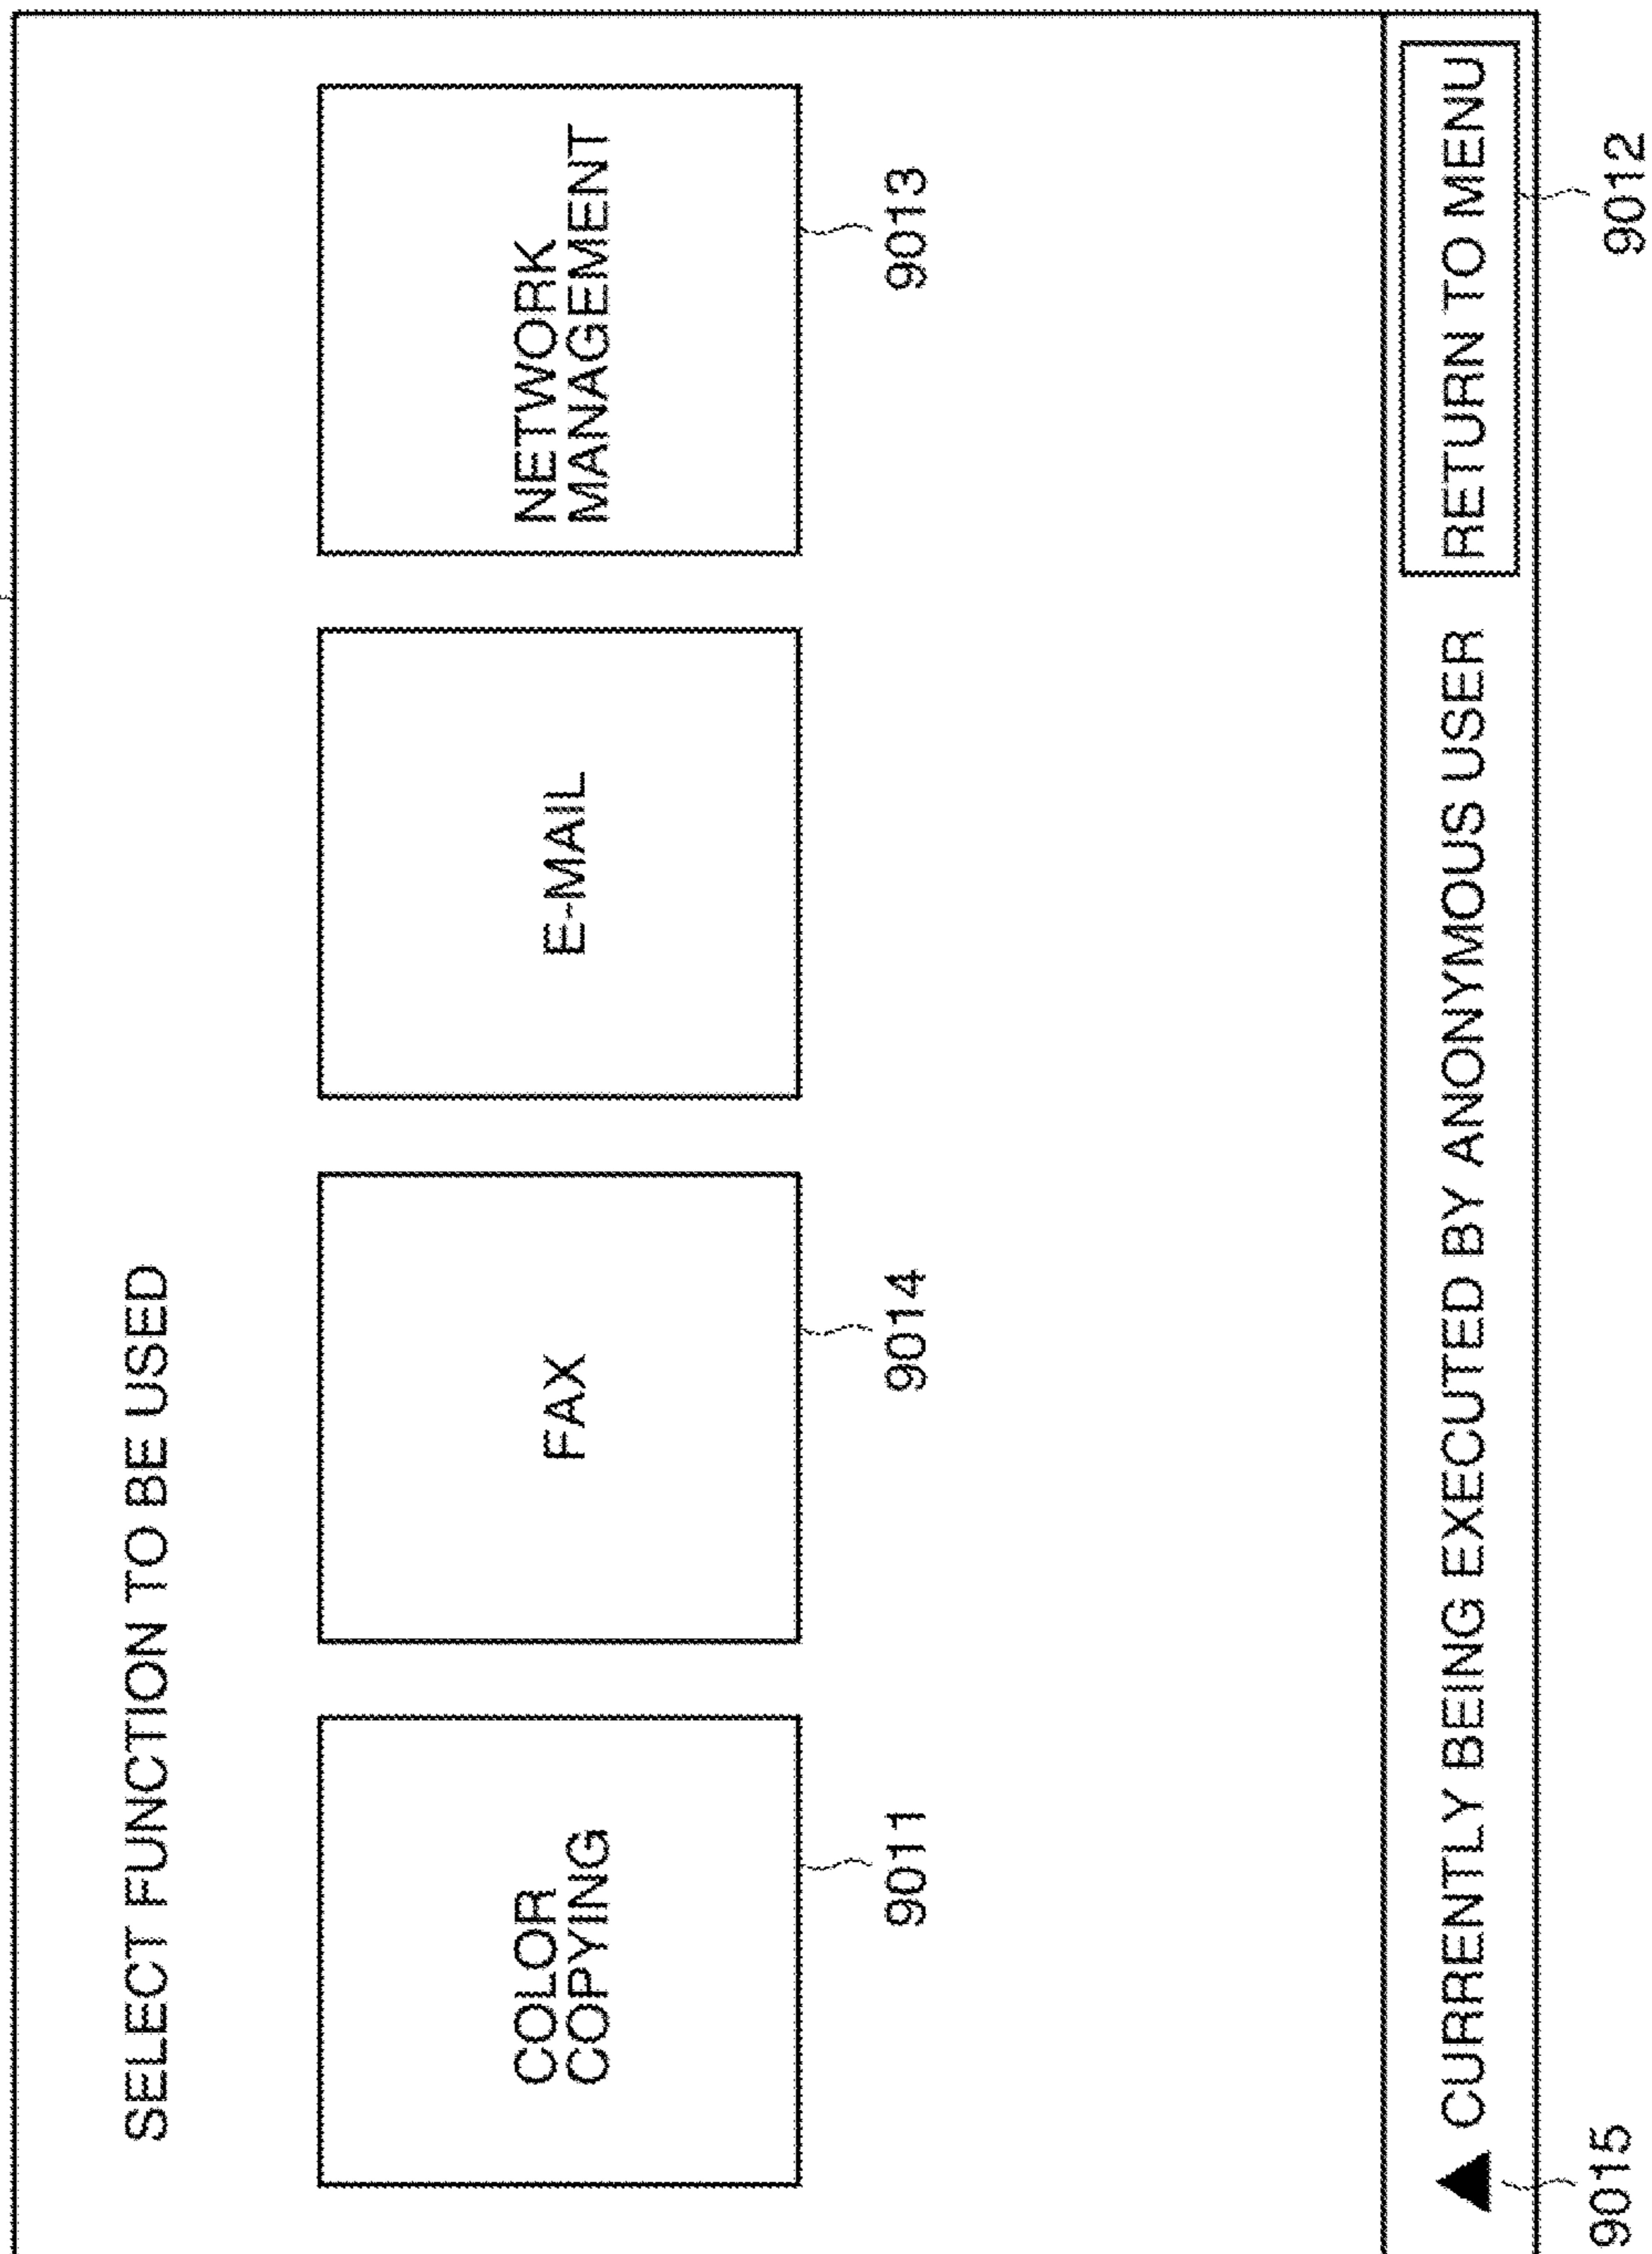 SELECT FUNCTION TO BE USED
COLOR
COPYING
FAX
E-MAIL
NETWORK
MANAGEMENT
9011
9014
9013
CURRENTLY BEING EXECUTED BY ANONYMOUS USER
RETURN TO MENU
9015
9012